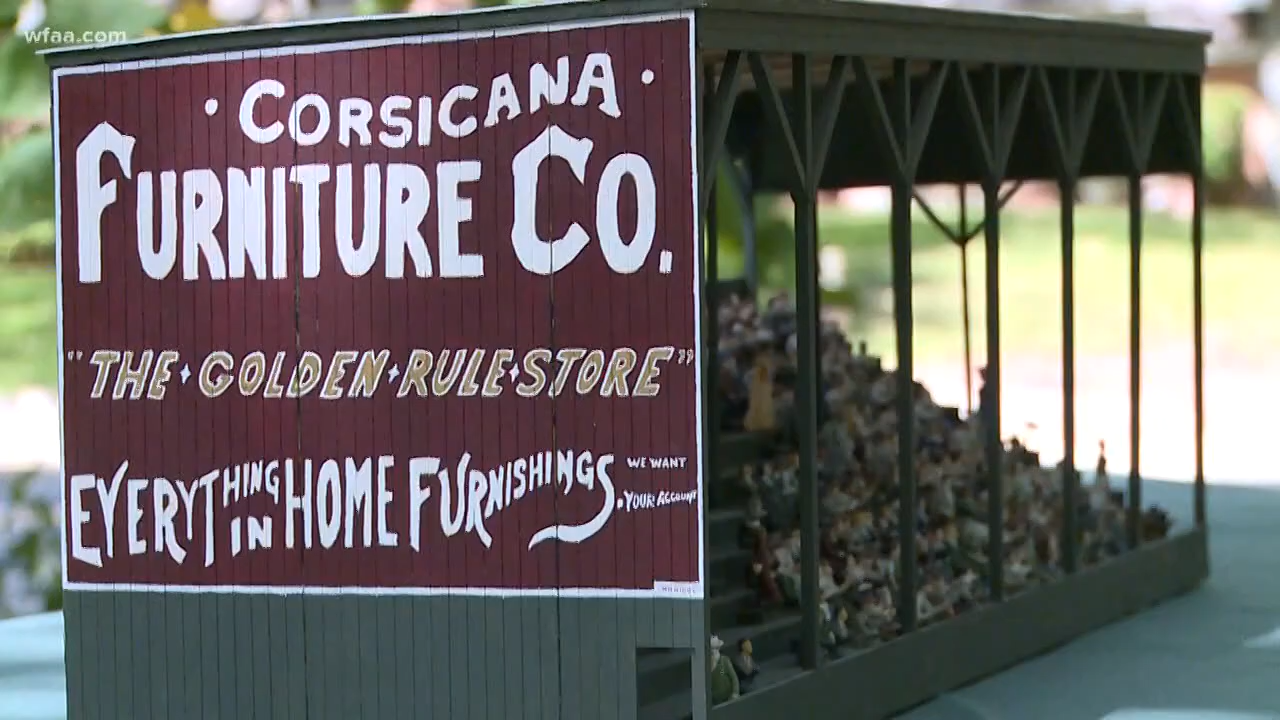 wfaa.com
• CORSICANA •
FURNITURE CO.
"THE✦GOLDEN✦RULE✦STORE"
EVERYTHING IN HOME FURNISHINGS.
WE WANT
YOUR ACCOUNT